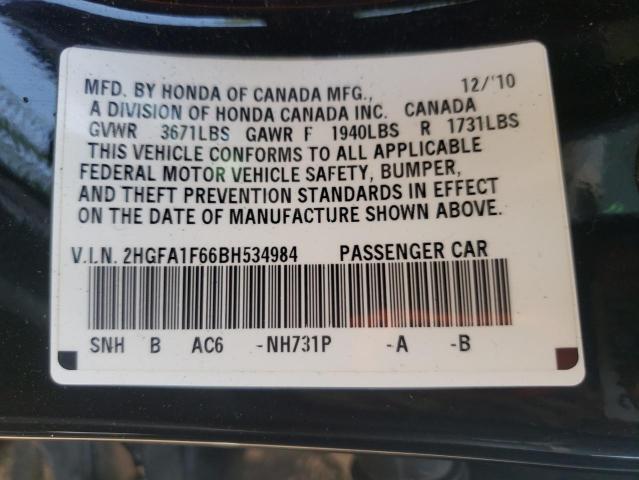 MFD. BY HONDA OF CANADA MFG., 12/'10
A DIVISION OF HONDA CANADA INC. CANADA
GVWR 3671LBS GAWR F 1940LBS R 1731LBS
THIS VEHICLE CONFORMS TO ALL APPLICABLE
FEDERAL MOTOR VEHICLE SAFETY, BUMPER,
AND THEFT PREVENTION STANDARDS IN EFFECT
ON THE DATE OF MANUFACTURE SHOWN ABOVE.
V.I.N. 2HGFA1F66BH534984 PASSENGER CAR
SNH B AC6 -NH731P -A -B